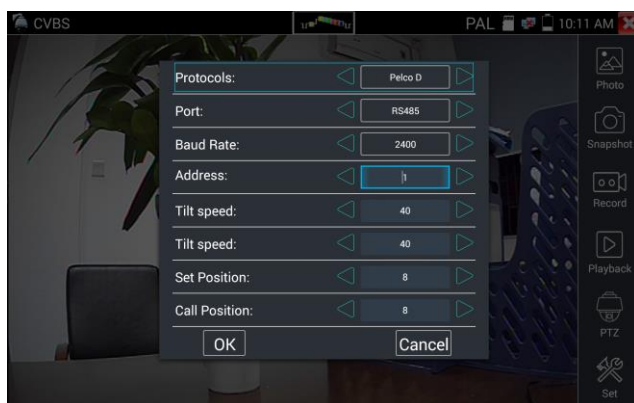 CVBS
PAL
10:11 AM
Protocols: Pelco D
Port: RS485
Baud Rate: 2400
Address: 1
Tilt speed: 40
Tilt speed: 40
Set Position: 8
Call Position: 8
OK Cancel
Photo
Snapshot
Record
Playback
PTZ
Set